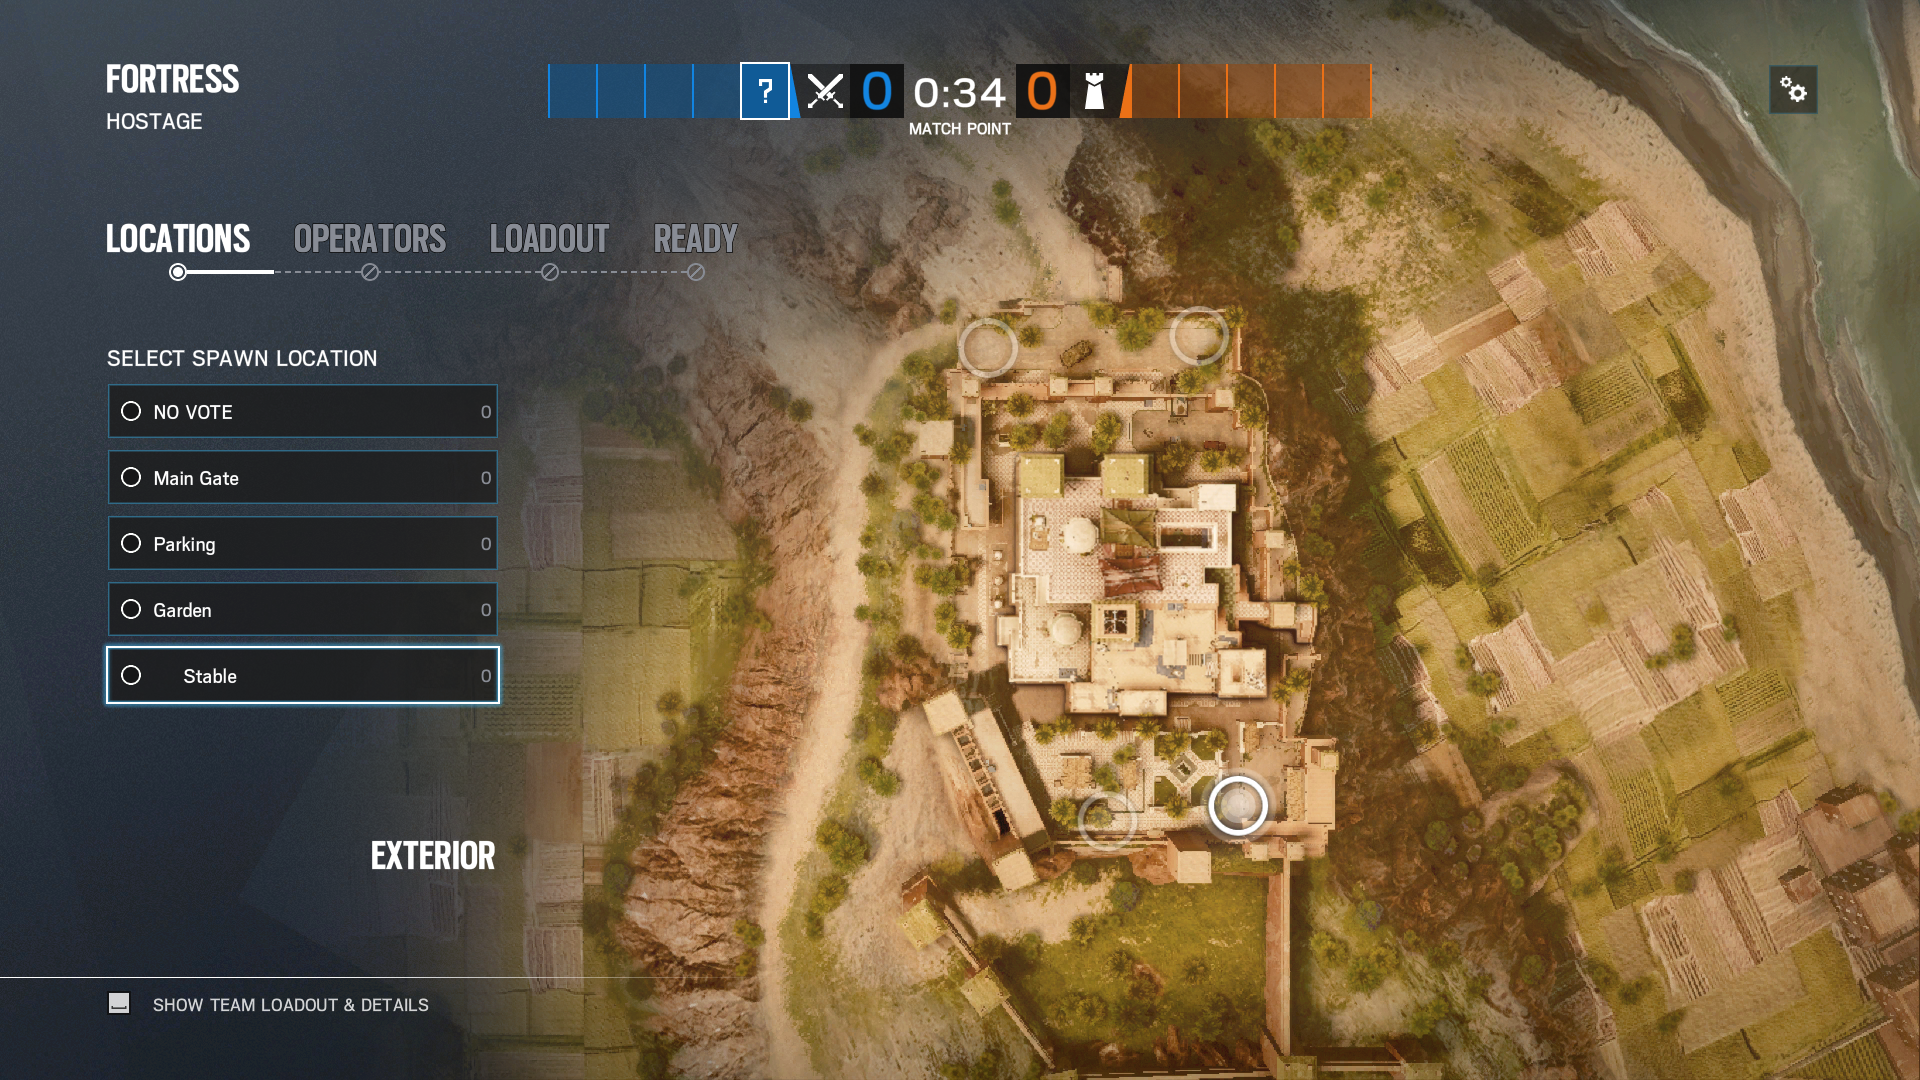 FORTRESS
HOSTAGE
?
0
0:34
0
MATCH POINT
LOCATIONS
OPERATORS
LOADOUT
READY
SELECT SPAWN LOCATION
NO VOTE 0
Main Gate 0
Parking 0
Garden 0
Stable 0
EXTERIOR
SHOW TEAM LOADOUT & DETAILS